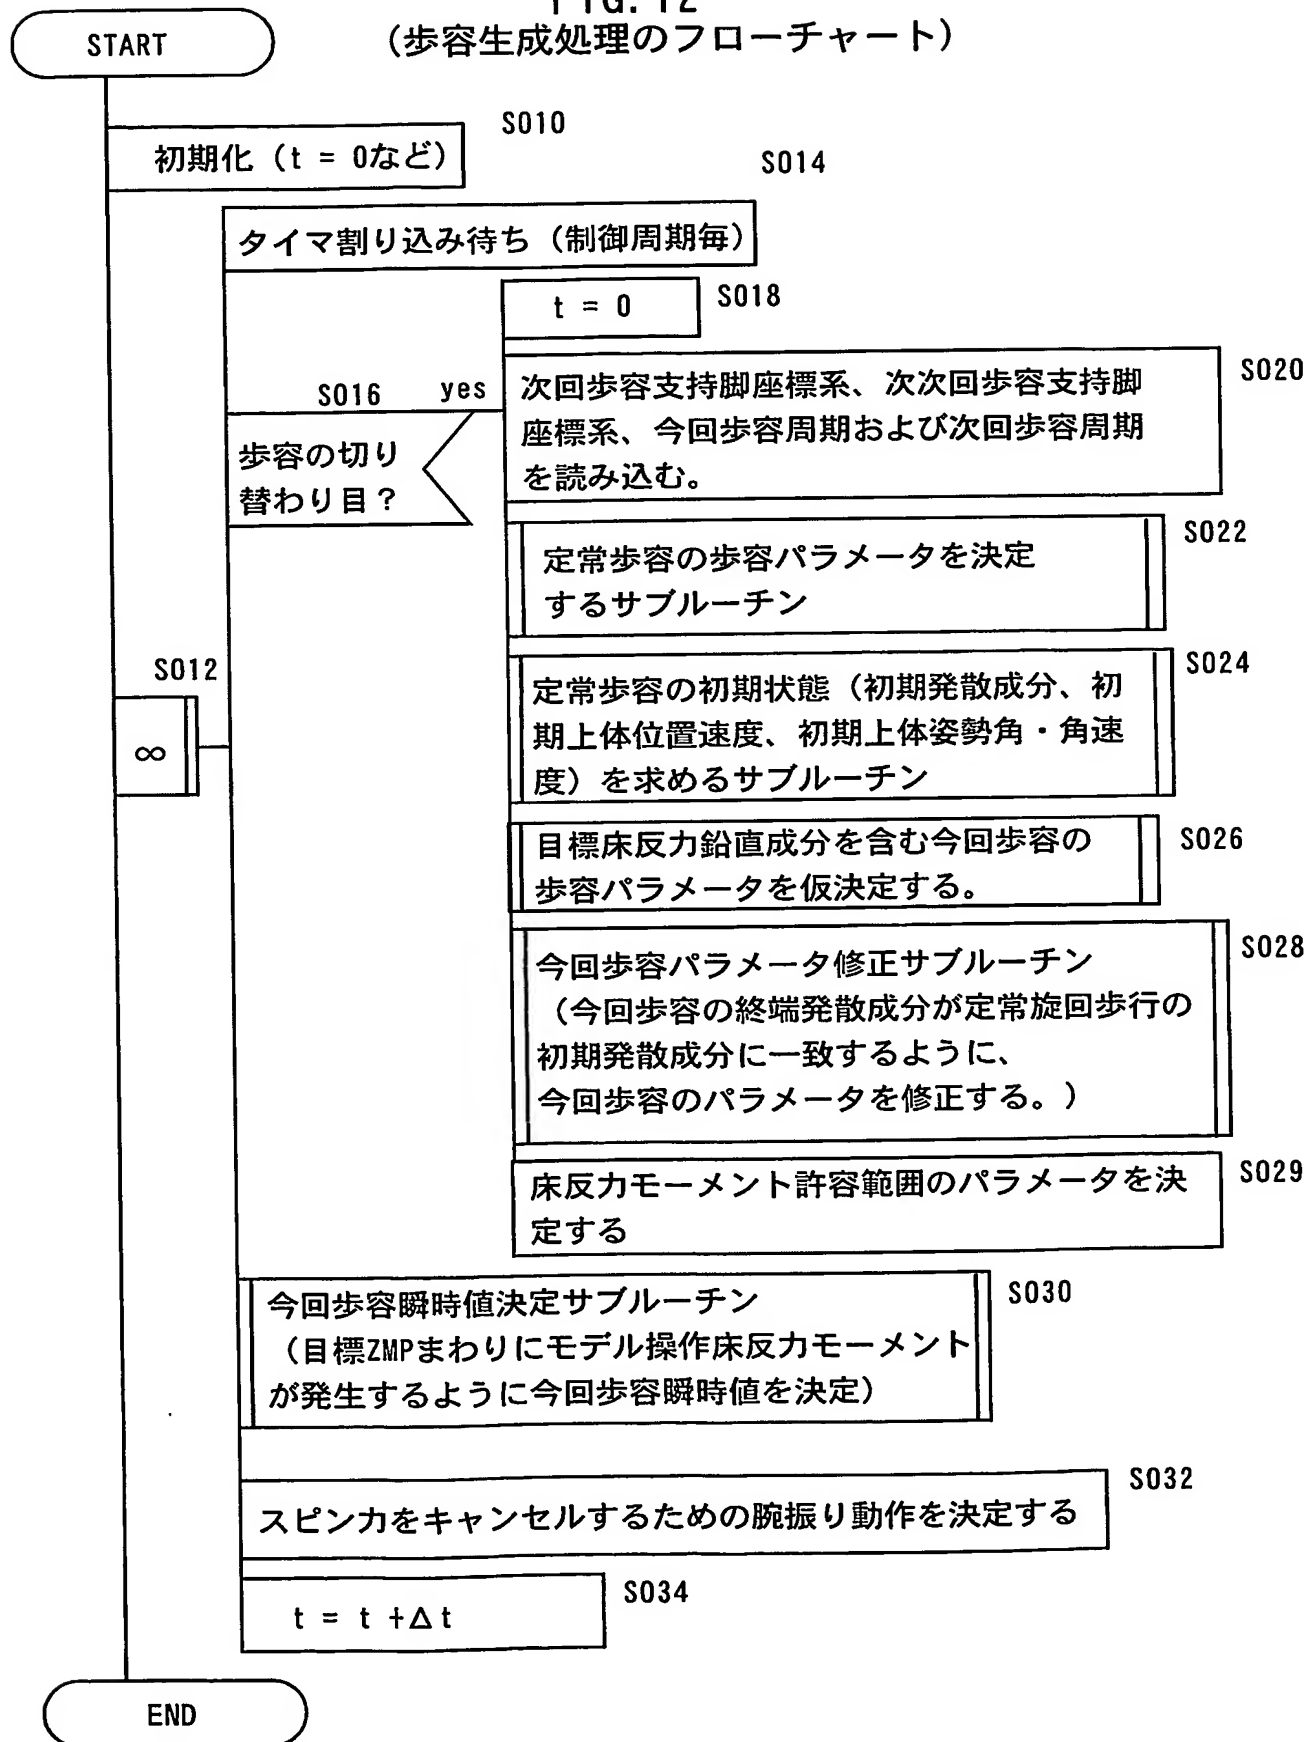 FIG. 12
START
(歩容生成処理のフローチャート)
S010
初期化（t = 0など）
S014
タイマ割り込み待ち（制御周期毎）
t = 0
S018
S016
yes
歩容の切り
替わり目？
次回歩容支持脚座標系、次次回歩容支持脚
座標系、今回歩容周期および次回歩容周期
を読み込む。
S020
定常歩容の歩容パラメータを決定
するサブルーチン
S022
S012
∞
定常歩容の初期状態（初期発散成分、初
期上体位置速度、初期上体姿勢角・角速
度）を求めるサブルーチン
S024
目標床反力鉛直成分を含む今回歩容の
歩容パラメータを仮決定する。
S026
今回歩容パラメータ修正サブルーチン
（今回歩容の終端発散成分が定常旋回歩行の
初期発散成分に一致するように、
今回歩容のパラメータを修正する。）
S028
床反力モーメント許容範囲のパラメータを決
定する
S029
今回歩容瞬時値決定サブルーチン
（目標ZMPまわりにモデル操作床反力モーメント
が発生するように今回歩容瞬時値を決定）
S030
スピン力をキャンセルするための腕振り動作を決定する
S032
t = t +Δt
S034
END